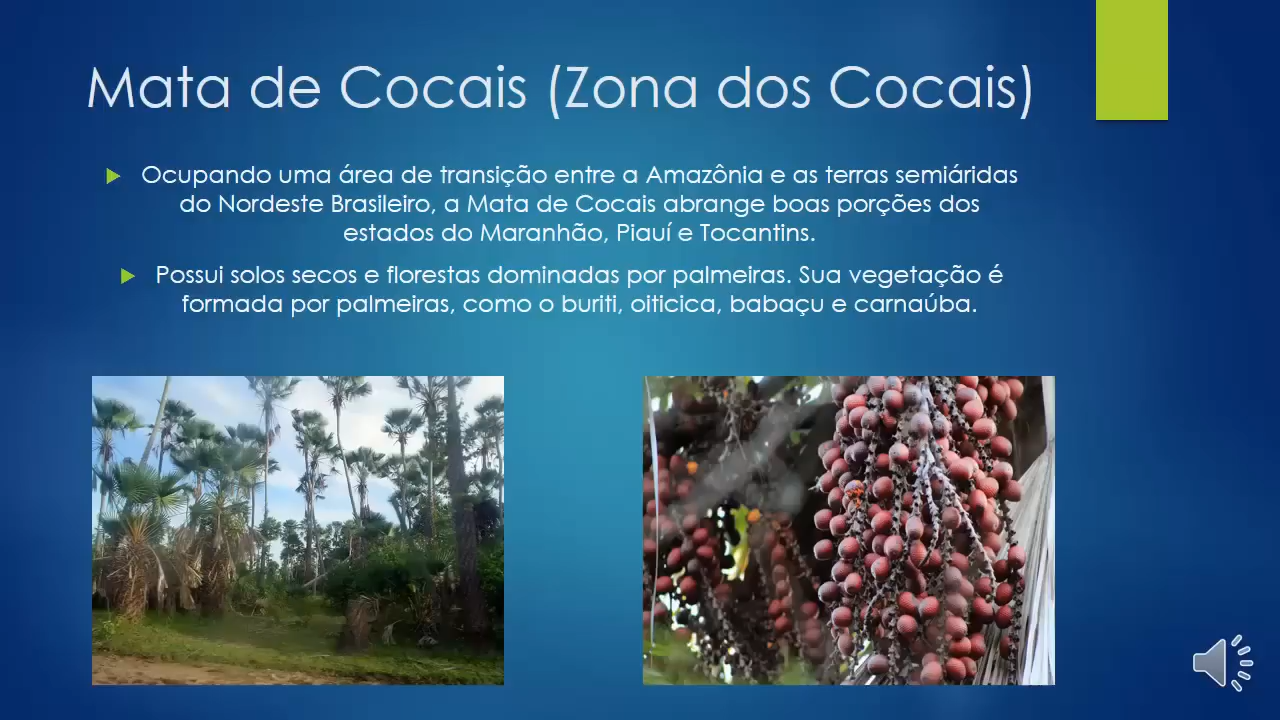 Mata de Cocais (Zona dos Cocais)
Ocupando uma área de transição entre a Amazônia e as terras semiáridas
do Nordeste Brasileiro, a Mata de Cocais abrange boas porções dos
estados do Maranhão, Piauí e Tocantins.
Possui solos secos e florestas dominadas por palmeiras. Sua vegetação é
formada por palmeiras, como o buriti, oiticica, babaçu e carnaúba.